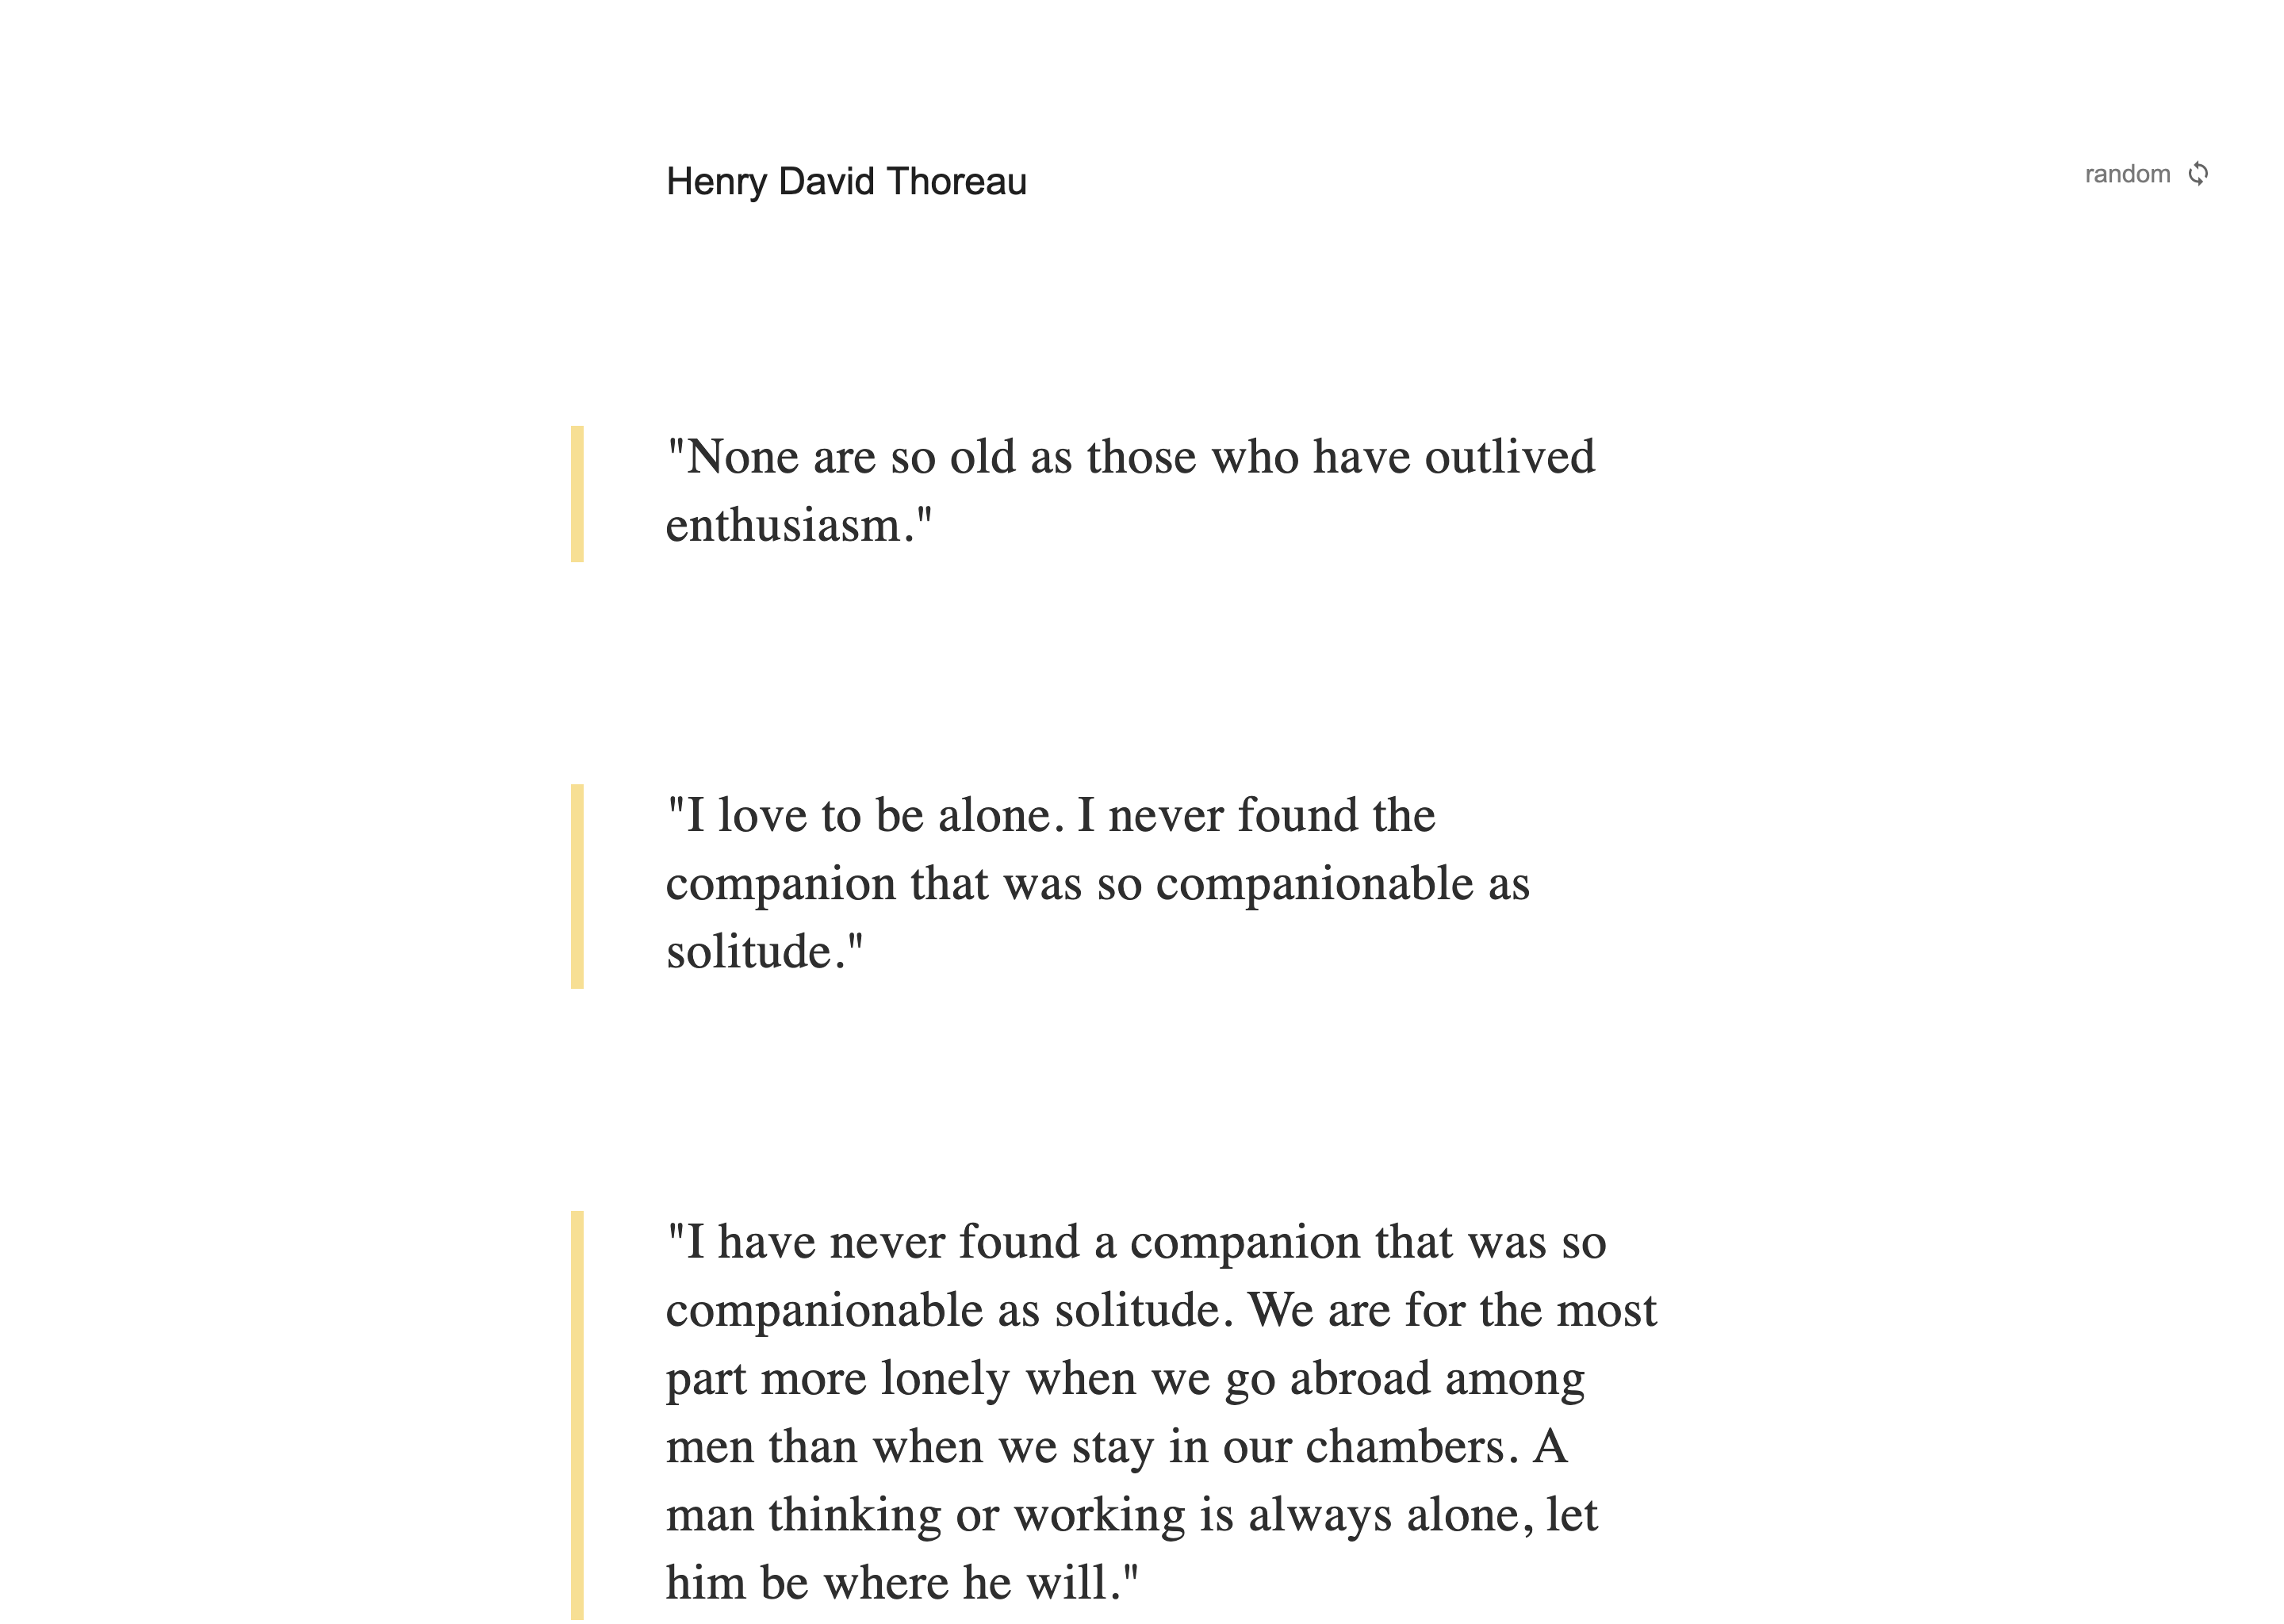 Henry David Thoreau
random
"None are so old as those who have outlived
enthusiasm."
"I love to be alone. I never found the
companion that was so companionable as
solitude."
"I have never found a companion that was so
companionable as solitude. We are for the most
part more lonely when we go abroad among
men than when we stay in our chambers. A
man thinking or working is always alone, let
him be where he will."